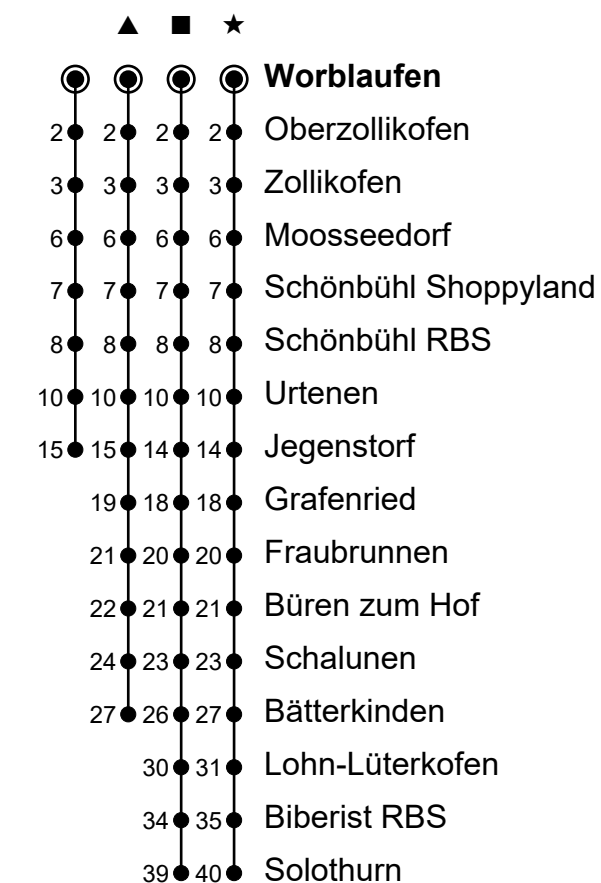 ▲ ■ ★
Worblaufen
2 2 2 2 Oberzollikofen
3 3 3 3 Zollikofen
6 6 6 6 Moosseedorf
7 7 7 7 Schönbühl Shoppyland
8 8 8 8 Schönbühl RBS
10 10 10 10 Urtenen
15 15 14 14 Jegenstorf
19 18 18 Grafenried
21 20 20 Fraubrunnen
22 21 21 Büren zum Hof
24 23 23 Schalunen
27 26 27 Bätterkinden
30 31 Lohn-Lüterkofen
34 35 Biberist RBS
39 40 Solothurn